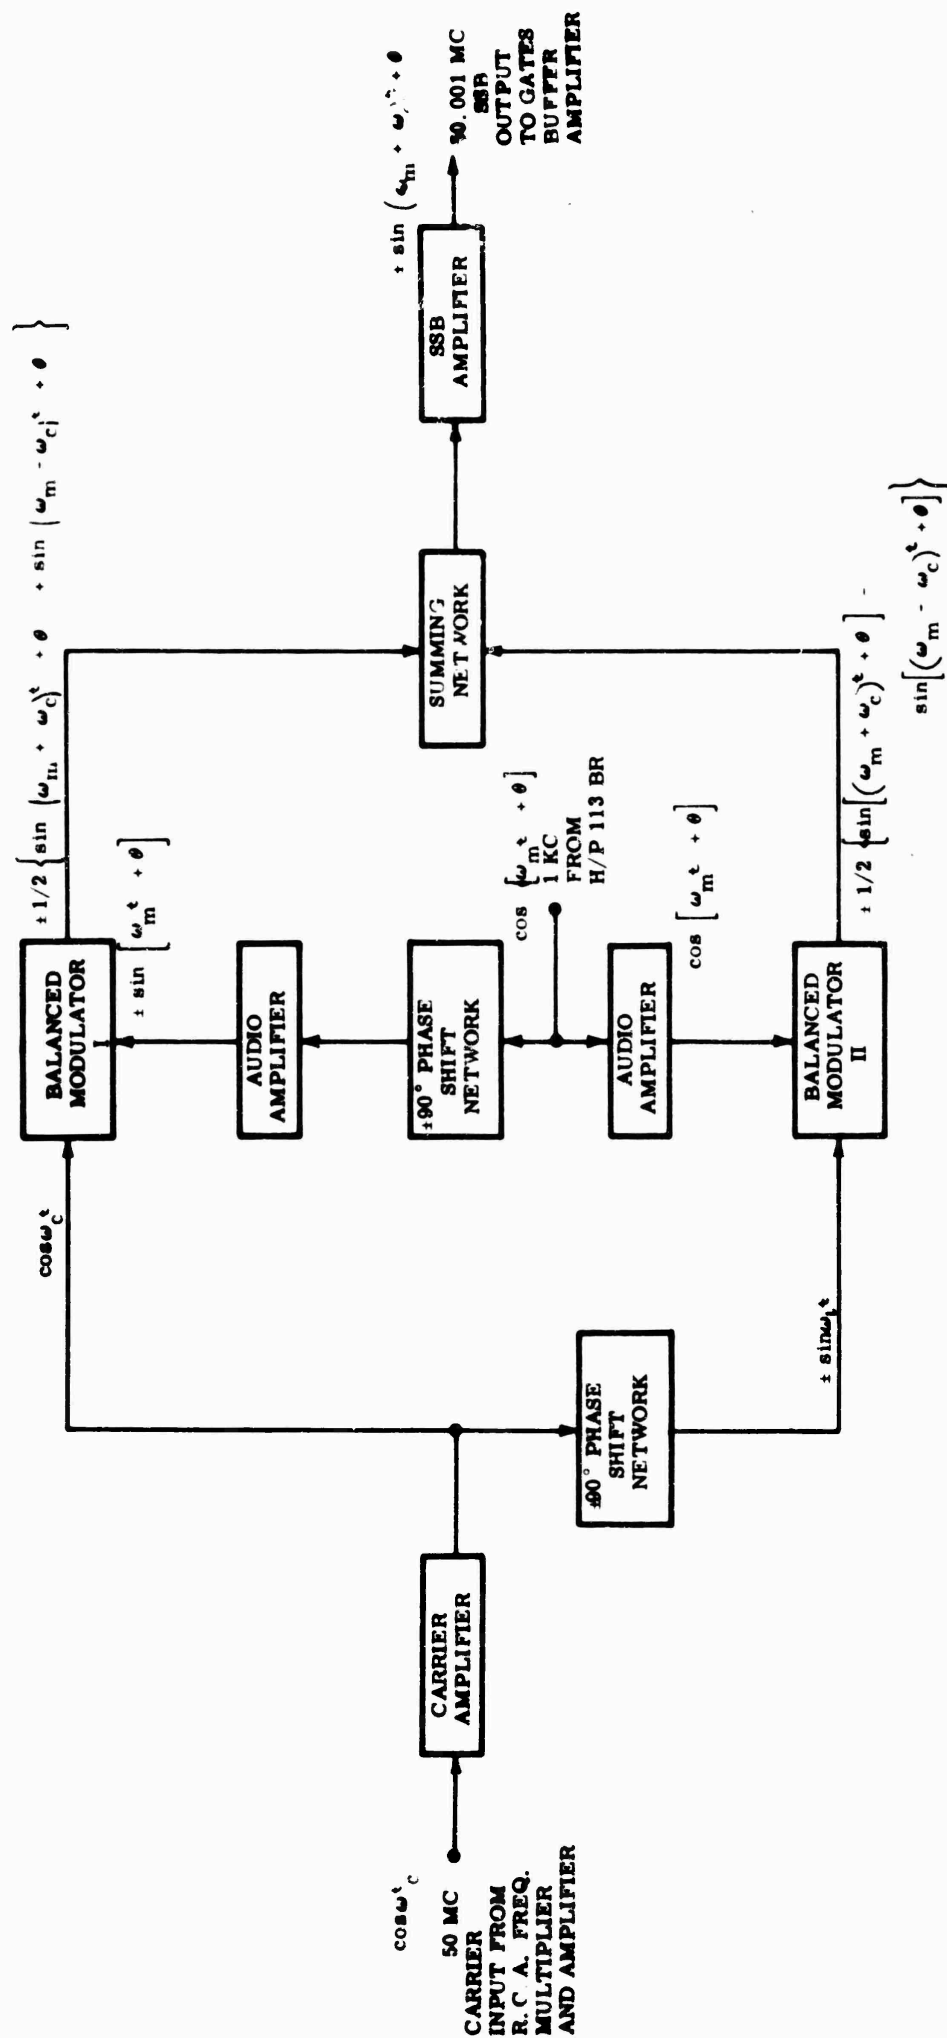 cosω_c t
50 MC
CARRIER
INPUT FROM
R.C.A. FREQ.
MULTIPLIER
AND AMPLIFIER
CARRIER
AMPLIFIER
±90° PHASE
SHIFT
NETWORK
cosω_c t
± sinω t
BALANCED
MODULATOR
I
± sin [ω_m t + θ]
AUDIO
AMPLIFIER
±90° PHASE
SHIFT
NETWORK
cos [ω_m t + θ]
1 KC
FROM
H/P 113 BR
AUDIO
AMPLIFIER
cos [ω_m t + θ]
BALANCED
MODULATOR
II
± 1/2 { sin (ω_m + ω_c) t + θ + sin [ω_m - ω_c] t + θ }
± 1/2 { sin[(ω_m + ω_c) t + θ] -
sin[(ω_m - ω_c) t + θ] }
SUMMING
NETWORK
SSB
AMPLIFIER
± sin (ω_m + ω ) t + θ
50.001 MC
SSB
OUTPUT
TO GATES
BUFFER
AMPLIFIER